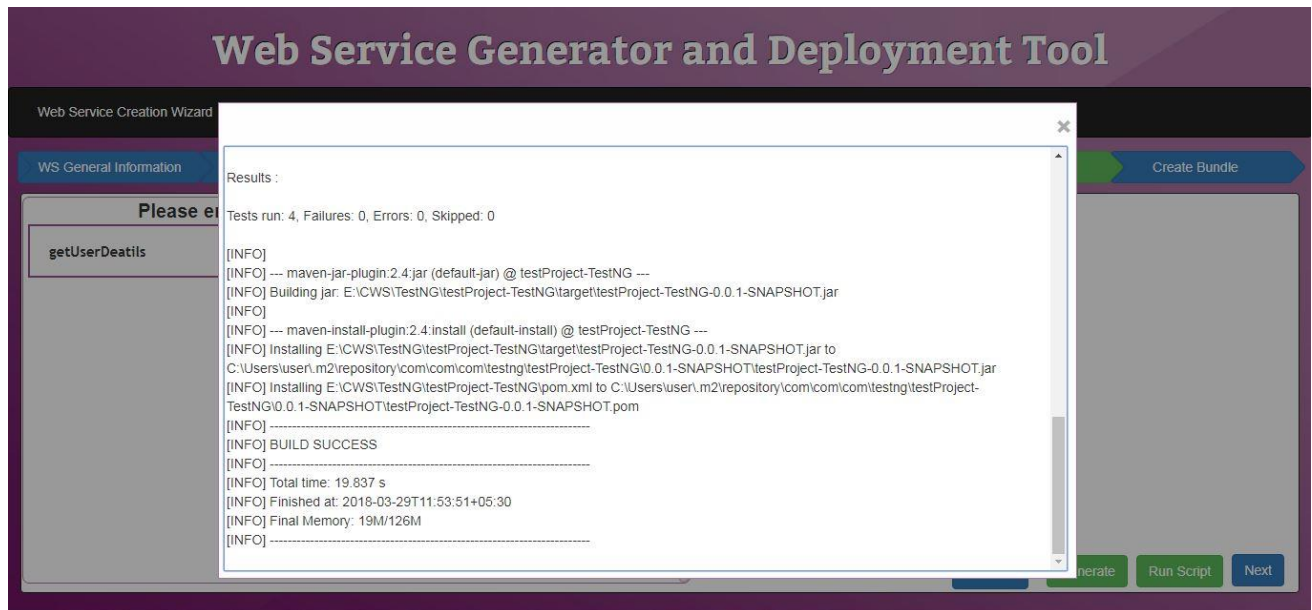 Web Service Generator and Deployment Tool
Web Service Creation Wizard
×
WS General Information
Create Bundle
Please
getUserDeatils
Results :
Tests run: 4, Failures: 0, Errors: 0, Skipped: 0
[INFO]
[INFO] --- maven-jar-plugin:2.4:jar (default-jar) @ testProject-TestNG ---
[INFO] Building jar: E:\CWS\TestNG\testProject-TestNG\target\testProject-TestNG-0.0.1-SNAPSHOT.jar
[INFO]
[INFO] --- maven-install-plugin:2.4:install (default-install) @ testProject-TestNG ---
[INFO] Installing E:\CWS\TestNG\testProject-TestNG\target\testProject-TestNG-0.0.1-SNAPSHOT.jar to
C:\Users\user\.m2\repository\com\com\com\testng\testProject-TestNG\0.0.1-SNAPSHOT\testProject-TestNG-0.0.1-SNAPSHOT.jar
[INFO] Installing E:\CWS\TestNG\testProject-TestNG\pom.xml to C:\Users\user\.m2\repository\com\com\com\testng\testProject-
TestNG\0.0.1-SNAPSHOT\testProject-TestNG-0.0.1-SNAPSHOT.pom
[INFO] ------------------------------------------------------------------------
[INFO] BUILD SUCCESS
[INFO] ------------------------------------------------------------------------
[INFO] Total time: 19.837 s
[INFO] Finished at: 2018-03-29T11:53:51+05:30
[INFO] Final Memory: 19M/126M
[INFO] ------------------------------------------------------------------------
nerate
Run Script
Next